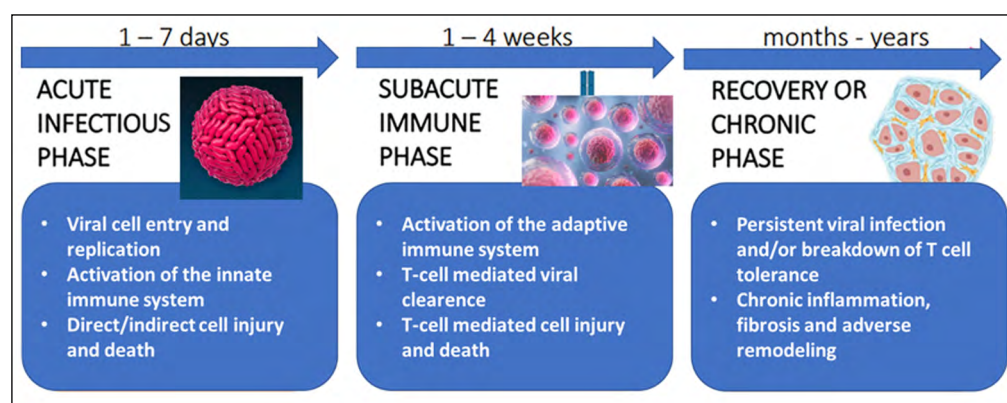 1 – 7 days
ACUTE
INFECTIOUS
PHASE
• Viral cell entry and
replication
• Activation of the innate
immune system
• Direct/indirect cell injury
and death
1 – 4 weeks
SUBACUTE
IMMUNE
PHASE
• Activation of the adaptive
immune system
• T-cell mediated viral
clearence
• T-cell mediated cell injury
and death
months - years
RECOVERY OR
CHRONIC
PHASE
• Persistent viral infection
and/or breakdown of T cell
tolerance
• Chronic inflammation,
fibrosis and adverse
remodeling